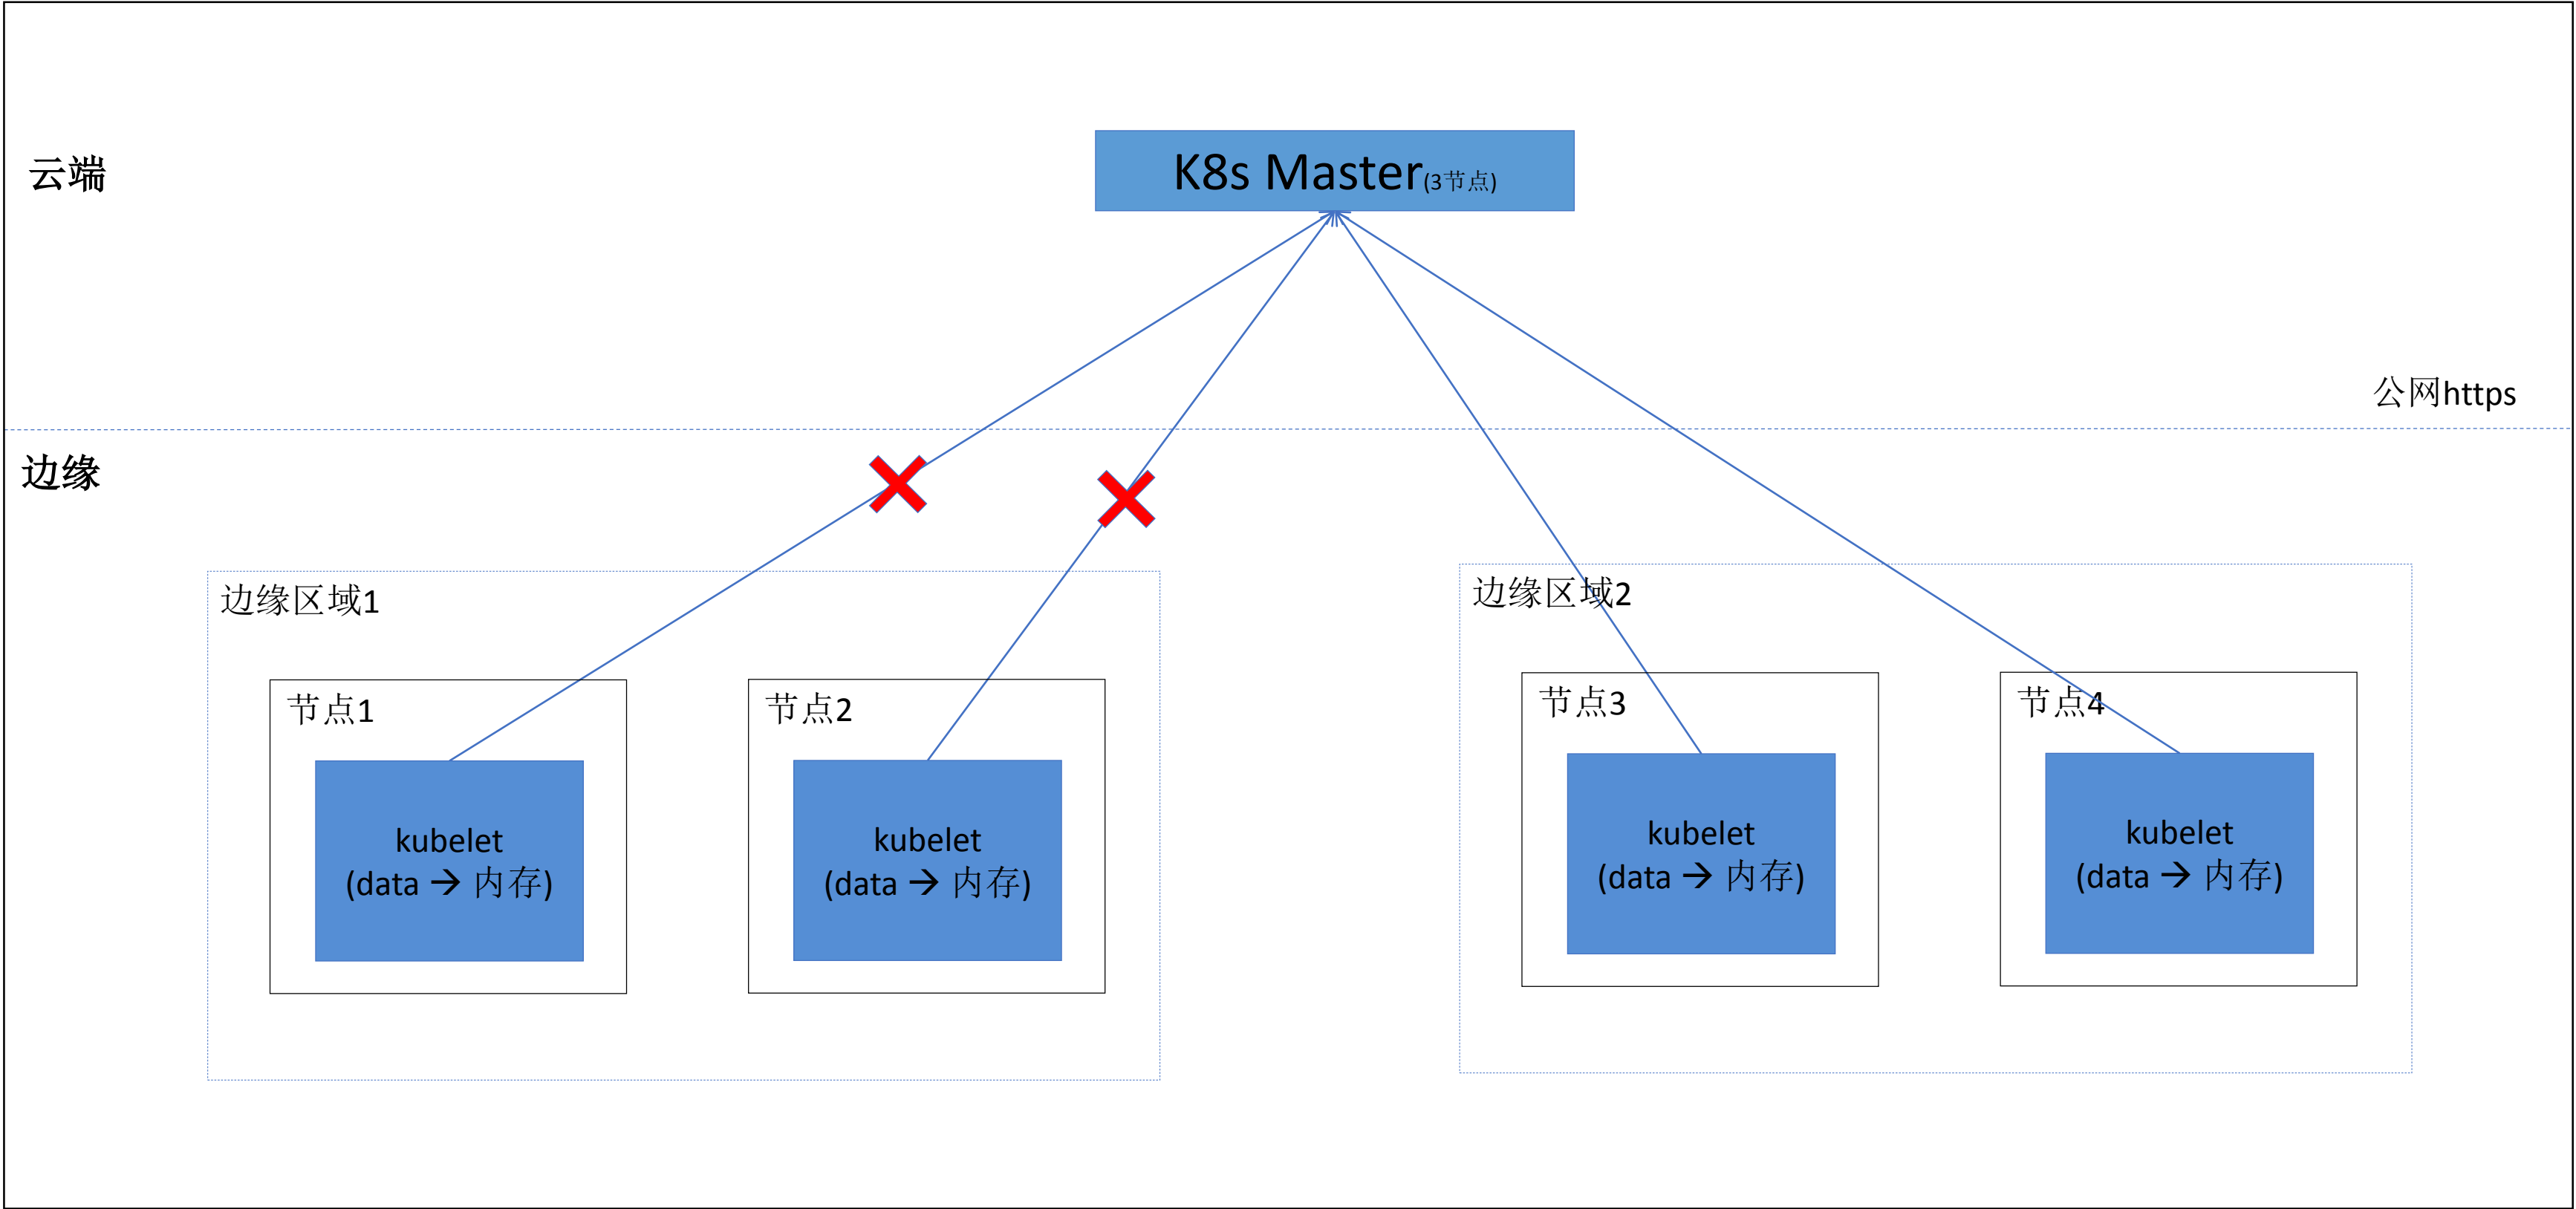 云端
K8s Master(3节点)
公网https
边缘
边缘区域1
边缘区域2
节点1
节点2
节点3
节点4
kubelet
(data → 内存)
kubelet
(data → 内存)
kubelet
(data → 内存)
kubelet
(data → 内存)